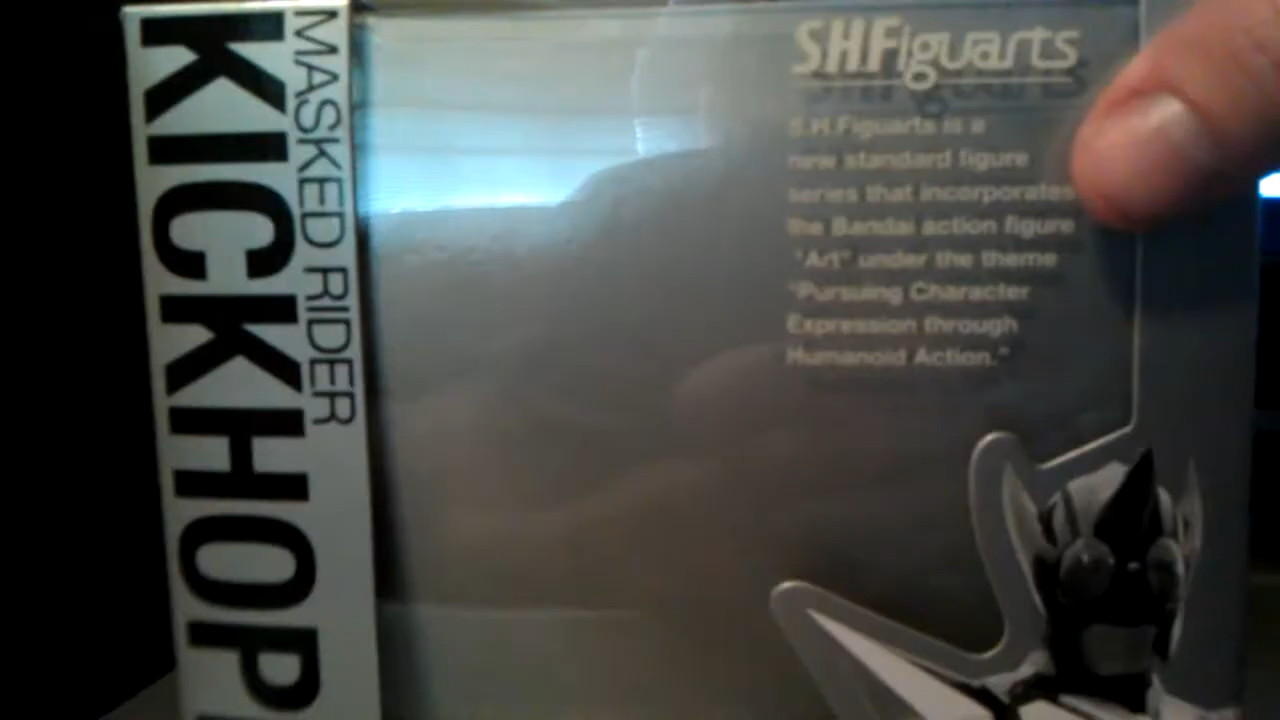 MASKED RIDER
KICKHOP
S.H.Figuarts
S.H.Figuarts is a
new standard figure
series that incorporates
the Bandai action figure
"Art" under the theme
"Pursuing Character
Expression through
Humanoid Action."